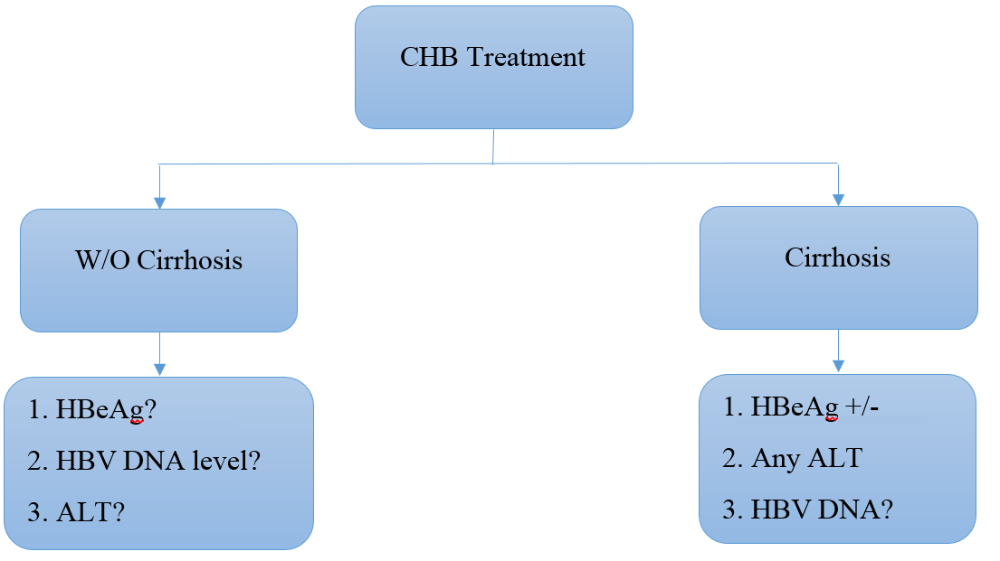 CHB Treatment
W/O Cirrhosis
Cirrhosis
1. HBeAg?
2. HBV DNA level?
3. ALT?
1. HBeAg +/-
2. Any ALT
3. HBV DNA?